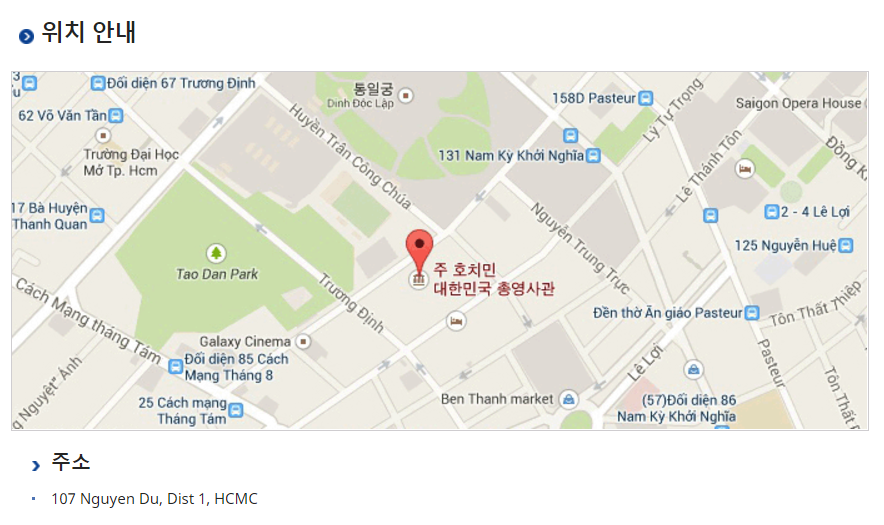 위치 안내
Đối diện 67 Trương Định
62 Võ Văn Tần
통일궁
Dinh Độc Lập
158D Pasteur
Lý Tự Trọng
Saigon Opera House
Trường Đại Học
Mở Tp. Hcm
Huyền Trân Công Chúa
131 Nam Kỳ Khởi Nghĩa
Lê Thánh Tôn
17 Bà Huyện
Thanh Quan
Nguyễn Trung Trực
2 - 4 Lê Lợi
125 Nguyễn Huệ
Tao Dan Park
주 호치민
대한민국 총영사관
Cách Mạng tháng Tám
Trương Định
Đền thờ Ấn giáo Pasteur
Tôn Thất Thiệp
Galaxy Cinema
Đối diện 85 Cách
Mạng Tháng 8
Lê Lợi
Pasteur
25 Cách mạng
Tháng Tám
Ben Thanh market
(57)Đối diện 86
Nam Kỳ Khởi Nghĩa
주소
107 Nguyen Du, Dist 1, HCMC